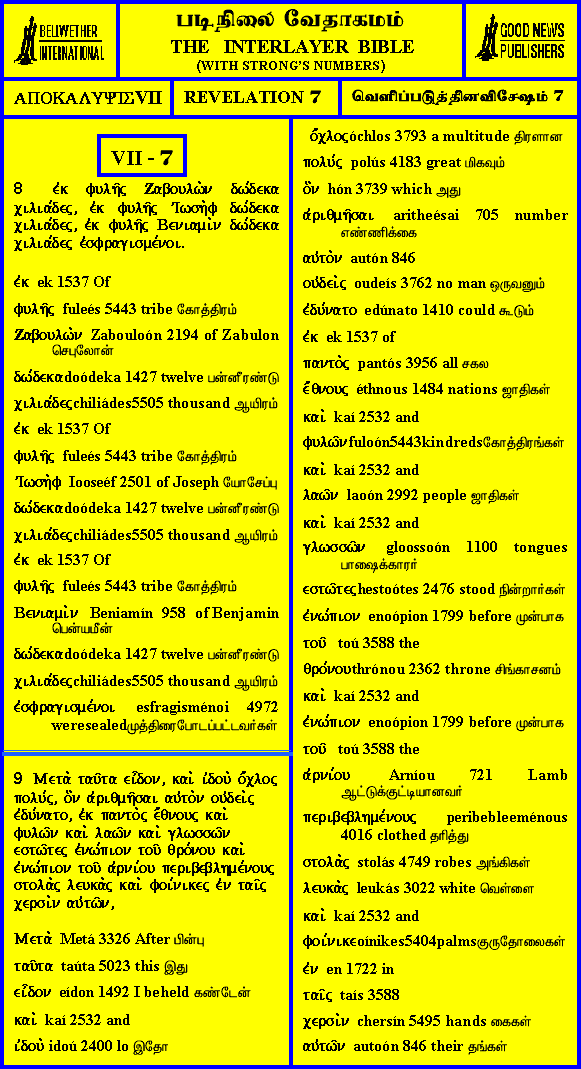 BELLWETHER
INTERNATIONAL
படிநிலை வேதாகமம்
THE INTERLAYER BIBLE
(WITH STRONG'S NUMBERS)
GOOD NEWS
PUBLISHERS
ΑΠΟΚΑΛΥΨΙΣ VII
REVELATION 7
வெளிப்படுத்தினவிசேஷம் 7
VII - 7
8 ἐκ φυλῆς Ζαβουλὼν δώδεκα
χιλιάδες, ἐκ φυλῆς Ἰωσὴφ δώδεκα
χιλιάδες, ἐκ φυλῆς Βενιαμὶν δώδεκα
χιλιάδες ἐσφραγισμένοι..
ἐκ ek 1537 Of
φυλῆς fuleés 5443 tribe கோத்திரம்
Ζαβουλὼν Zabouloón 2194 of Zabulon
செபுலோன்
δώδεκα doódeka 1427 twelve பன்னீரண்டு
χιλιάδες chiliádes5505 thousand ஆயிரம்
ἐκ ek 1537 Of
φυλῆς fuleés 5443 tribe கோத்திரம்
Ἰωσὴφ Iooseéf 2501 of Joseph யோசேப்பு
δώδεκα doódeka 1427 twelve பன்னீரண்டு
χιλιάδες chiliádes5505 thousand ஆயிரம்
ἐκ ek 1537 Of
φυλῆς fuleés 5443 tribe கோத்திரம்
Βενιαμὶν Beniamín 958 of Benjamin
பென்யமீன்
δώδεκα doódeka 1427 twelve பன்னீரண்டு
χιλιάδες chiliádes5505 thousand ஆயிரம்
ἐσφραγισμένοι esfragisménoi 4972
weresealed முத்திரைபோடப்பட்டவர்கள்
9 Μετὰ ταῦτα εἶδον, καὶ ἰδοὺ ὄχλος
πολύς, ὃν ἀριθμῆσαι αὐτὸν οὐδεὶς
ἐδύνατο, ἐκ παντὸς ἔθνους καὶ
φυλῶν καὶ λαῶν καὶ γλωσσῶν
εστῶτες ἐνώπιον τοῦ θρόνου καὶ
ἐνώπιον τοῦ ἀρνίου περιβεβλημένους
στολὰς λευκὰς καὶ φοίνικες ἐν ταῖς
χερσὶν αὐτῶν,
Μετὰ Metá 3326 After பின்பு
ταῦτα taúta 5023 this இது
εἶδον eídon 1492 I beheld கண்டேன்
καὶ kaí 2532 and
ἰδοὺ idoú 2400 lo இதோ
ὄχλος óchlos 3793 a multitude திரளான
πολύς polús 4183 great மிகவும்
ὃν hón 3739 which அது
ἀριθμῆσαι aritheésai 705 number
எண்ணிக்கை
αὐτὸν autón 846
οὐδεὶς oudeís 3762 no man ஒருவனும்
ἐδύνατο edúnato 1410 could கூடும்
ἐκ ek 1537 of
παντὸς pantós 3956 all சகல
ἔθνους éthnous 1484 nations ஜாதிகள்
καὶ kaí 2532 and
φυλῶν fuloón5443kindreds கோத்திரங்கள்
καὶ kaí 2532 and
λαῶν laoón 2992 people ஜாதிகள்
καὶ kaí 2532 and
γλωσσῶν gloossoón 1100 tongues
பாஷைக்காரர்
εστῶτες hestoótes 2476 stood நின்றார்கள்
ἐνώπιον enoópion 1799 before முன்பாக
τοῦ toú 3588 the
θρόνου thrónou 2362 throne சிங்காசனம்
καὶ kaí 2532 and
ἐνώπιον enoópion 1799 before முன்பாக
τοῦ toú 3588 the
ἀρνίου Arníou 721 Lamb
ஆட்டுக்குட்டியானவர்
περιβεβλημένους peribebleeménous
4016 clothed தரித்து
στολὰς stolás 4749 robes அங்கிகள்
λευκὰς leukás 3022 white வெள்ளை
καὶ kaí 2532 and
φοίνικεοínikes5404palmsகுருதோலைகள்
ἐν en 1722 in
ταῖς taís 3588
χερσὶν chersín 5495 hands கைகள்
αὐτῶν autoón 846 their தங்கள்